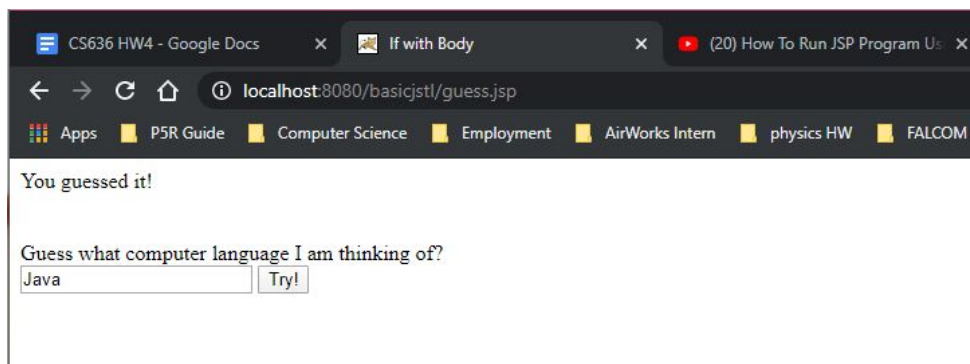 CS636 HW4 - Google Docs If with Body (20) How To Run JSP Program Us
localhost:8080/basicjstl/guess.jsp
Apps P5R Guide Computer Science Employment AirWorks Intern physics HW FALCOM
You guessed it!
Guess what computer language I am thinking of?
Java Try!